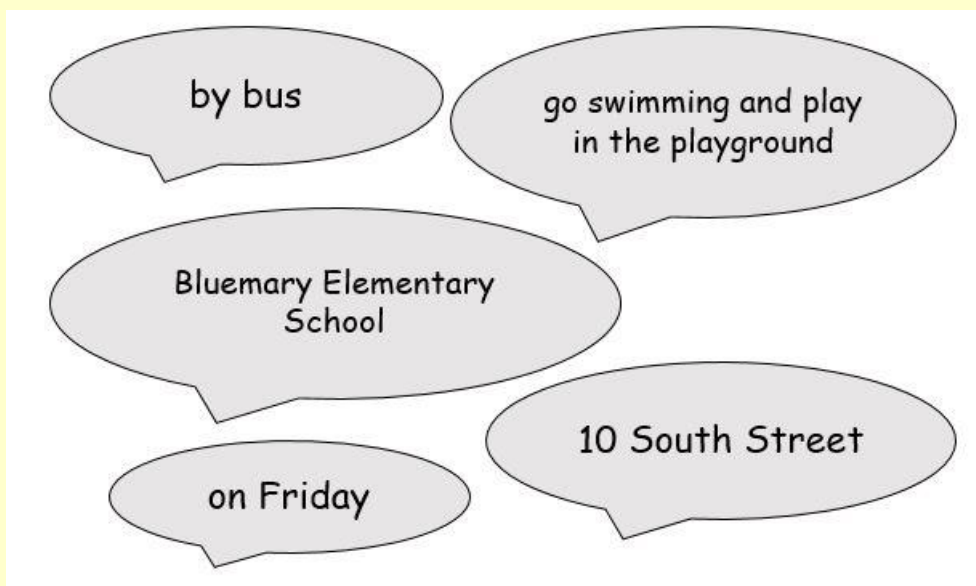 by bus
go swimming and play
in the playground
Bluemary Elementary
School
10 South Street
on Friday